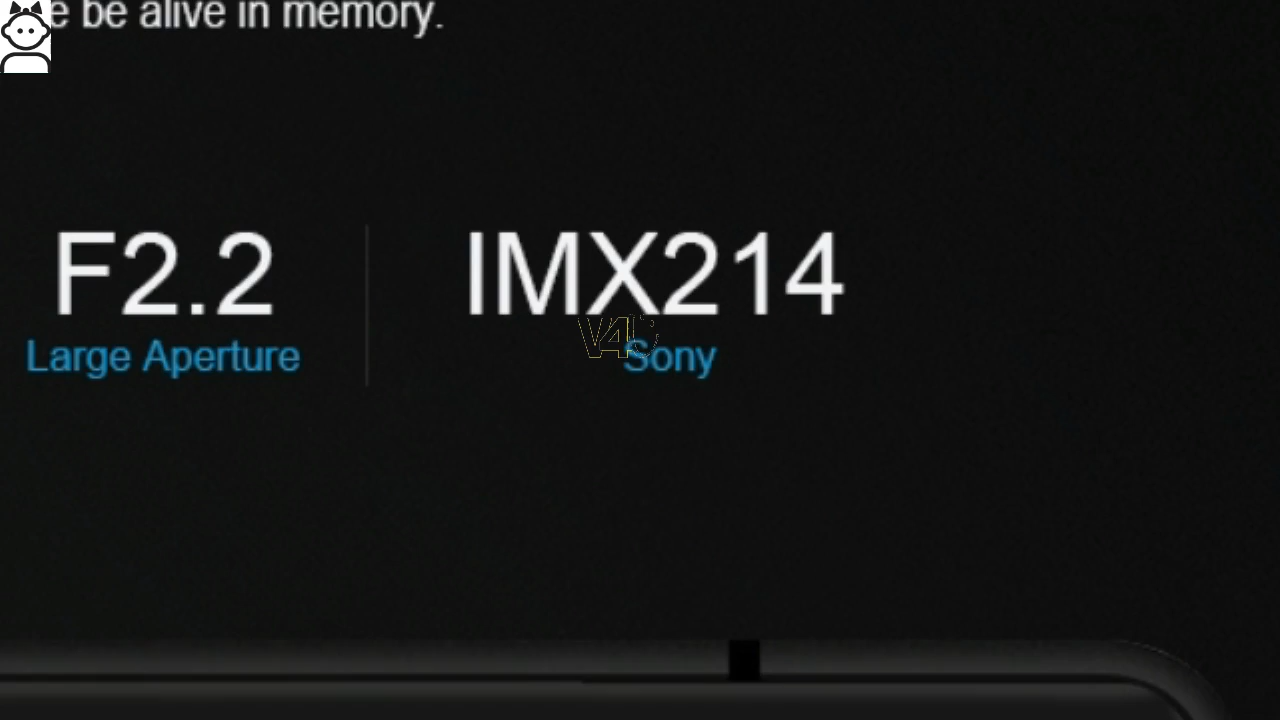 e be alive in memory.
F2.2
IMX214
Large Aperture
Sony